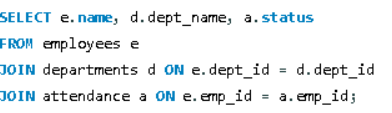 SELECT e.name, d.dept_name, a.status
FROM employees e
JOIN departments d ON e.dept_id = d.dept_id
JOIN attendance a ON e.emp_id = a.emp_id;